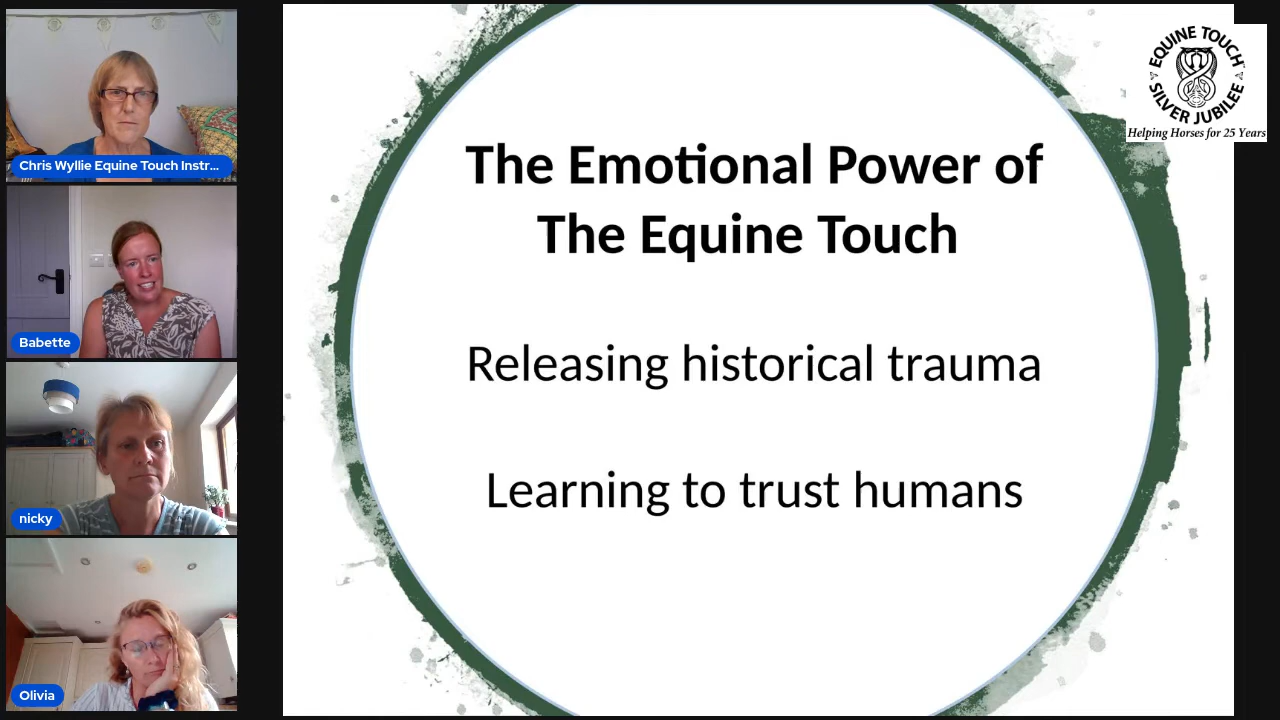 Chris Wyllie Equine Touch Instr...
Babette
nicky
Olivia
The Emotional Power of
The Equine Touch
Releasing historical trauma
Learning to trust humans
EQUINE TOUCH
SILVER JUBILEE
Helping Horses for 25 Years